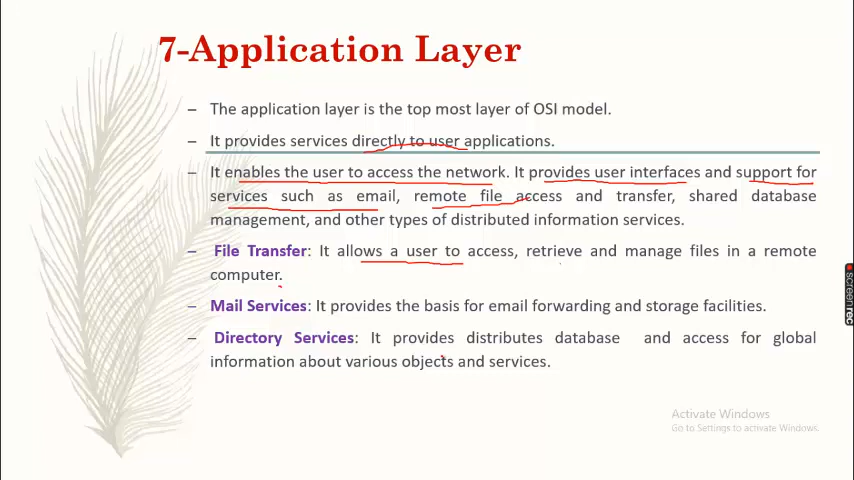 7-Application Layer
– The application layer is the top most layer of OSI model.
– It provides services directly to user applications.
– It enables the user to access the network. It provides user interfaces and support for
services such as email, remote file access and transfer, shared database
management, and other types of distributed information services.
– File Transfer: It allows a user to access, retrieve and manage files in a remote
computer.
– Mail Services: It provides the basis for email forwarding and storage facilities.
– Directory Services: It provides distributes database and access for global
information about various objects and services.
Activate Windows
Go to Settings to activate Windows.
screenrec